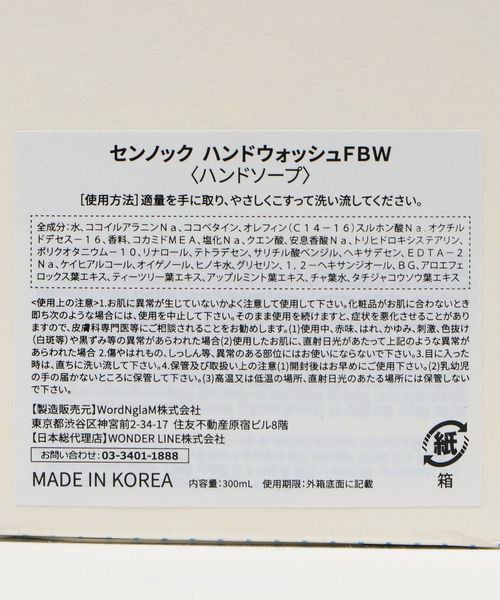 センノック ハンドウォッシュFBW
〈ハンドソープ〉
[使用方法]適量を手に取り、やさしくこすって洗い流してください。
全成分:水、ココイルアラニンNa、ココベタイン、オレフィン(C14-16)スルホン酸Na、オクチルドデセス-16、香料、コカミドMEA、塩化Na、クエン酸、安息香酸Na、トリヒドロキシステアリン、
ポリクオタニウム-10、リナロール、テトラデセン、サリチル酸ベンジル、ヘキサデセン、EDTA-2
Na、ケイヒアルコール、オイゲノール、ヒノキ水、グリセリン、1,2-ヘキサンジオール、BG、アロエフェ
ロックス葉エキス、ティーツリー葉エキス、アップルミント葉エキス、チャ葉水、タチジャコウソウ花エキス
<使用上の注意>1.お肌に異常が生じていないかよく注意して使用して下さい。化粧品がお肌に合わないとき
即ち次のような場合には、使用を中止して下さい。そのまま使用を続けますと、症状を悪化させることがあり
ますので、皮膚科専門医等にご相談されることをお勧めします。(1)使用中、赤味、はれ、かゆみ、刺激、色抜け
(白斑等)や黒ずみ等の異常があらわれた場合(2)使用したお肌に、直射日光があたって上記のような異常が
あらわれた場合 2.傷やはれもの、しっしん等、異常のある部位にはお使いにならないで下さい。3.目に入った
時は、直ちに洗い流して下さい。4.保管及び取扱い上の注意(1)開封後はお早めにご使用下さい。(2)乳幼児
の手の届かないところに保管して下さい。(3)高温又は低温の場所、直射日光のあたる場所には保管しない
で下さい。
【製造販売元】WordNglaM株式会社
東京都渋谷区神宮前2-34-17 住友不動産原宿ビル8階
【日本総代理店】WONDER LINE株式会社
お問い合わせ:03-3401-1888
MADE IN KOREA 内容量:300mL 使用期限:外箱底面に記載
紙
箱